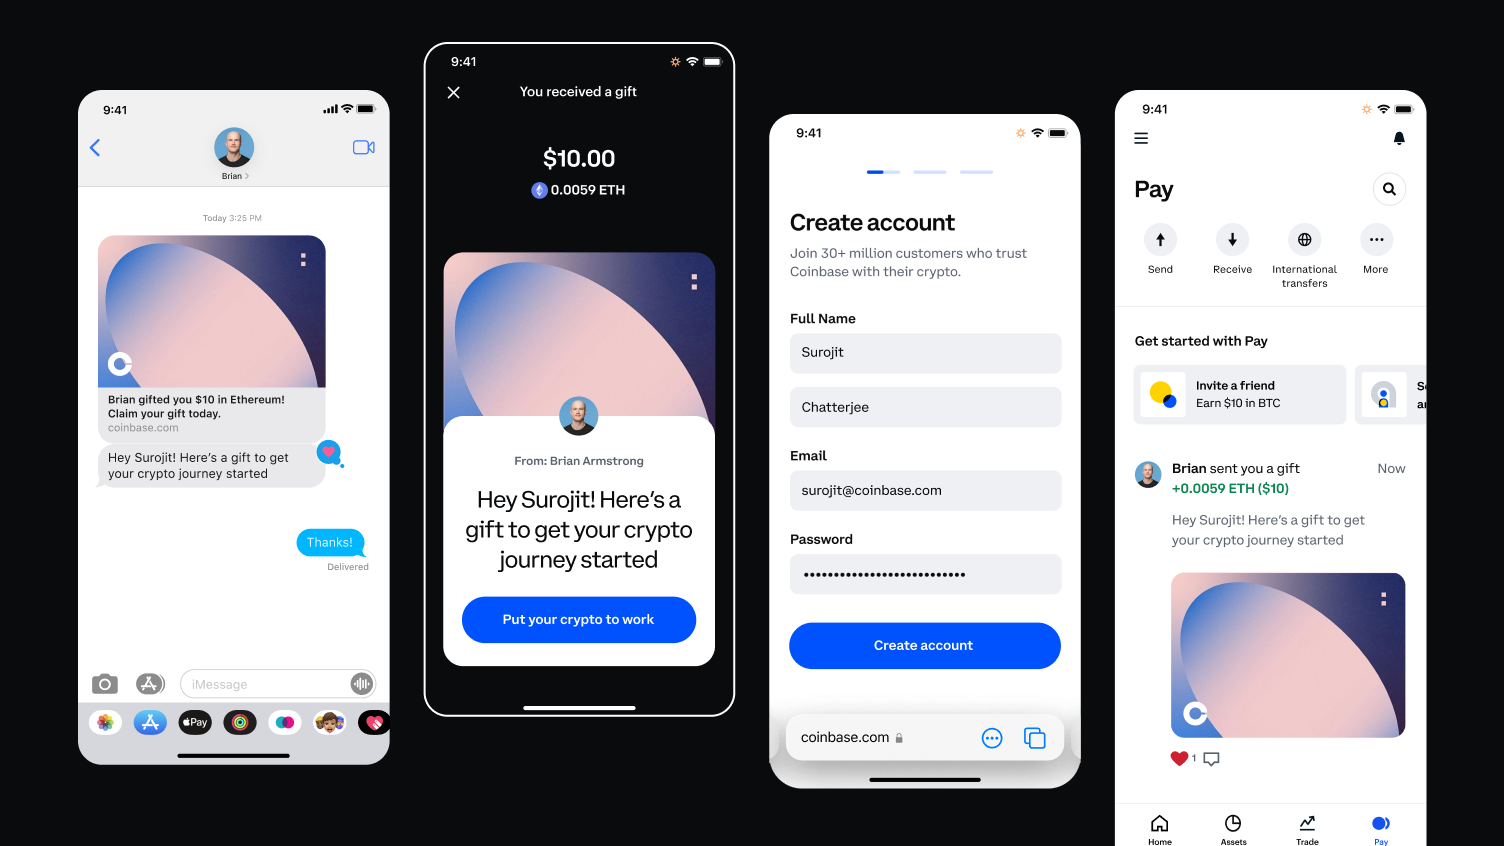 9:41
Brian
Today 3:25 PM
Brian gifted you $10 in Ethereum!
Claim your gift today.
coinbase.com
Hey Surojit! Here's a gift to get
your crypto journey started
Thanks!
Delivered
iMessage
Pay
9:41
You received a gift
$10.00
0.0059 ETH
From: Brian Armstrong
Hey Surojit! Here's a
gift to get your crypto
journey started
Put your crypto to work
9:41
Create account
Join 30+ million customers who trust
Coinbase with their crypto.
Full Name
Surojit
Chatterjee
Email
surojit@coinbase.com
Password
Create account
coinbase.com
9:41
Pay
Send
Receive
International
transfers
More
Get started with Pay
Invite a friend
Earn $10 in BTC
Brian sent you a gift
Now
+0.0059 ETH ($10)
Hey Surojit! Here's a gift to get
your crypto journey started
1
Home
Assets
Trade
Pay